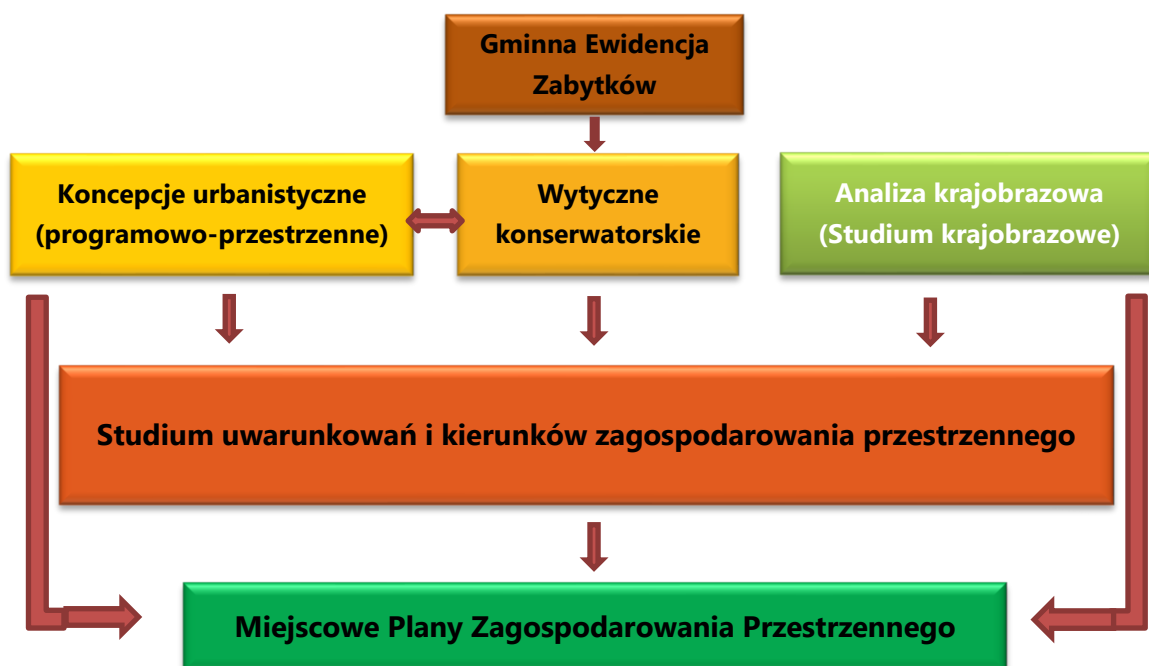 Gminna Ewidencja
Zabytków
Koncepcje urbanistyczne
(programowo-przestrzenne)
Wytyczne
konserwatorskie
Analiza krajobrazowa
(Studium krajobrazowe)
Studium uwarunkowań i kierunków zagospodarowania przestrzennego
Miejscowe Plany Zagospodarowania Przestrzennego